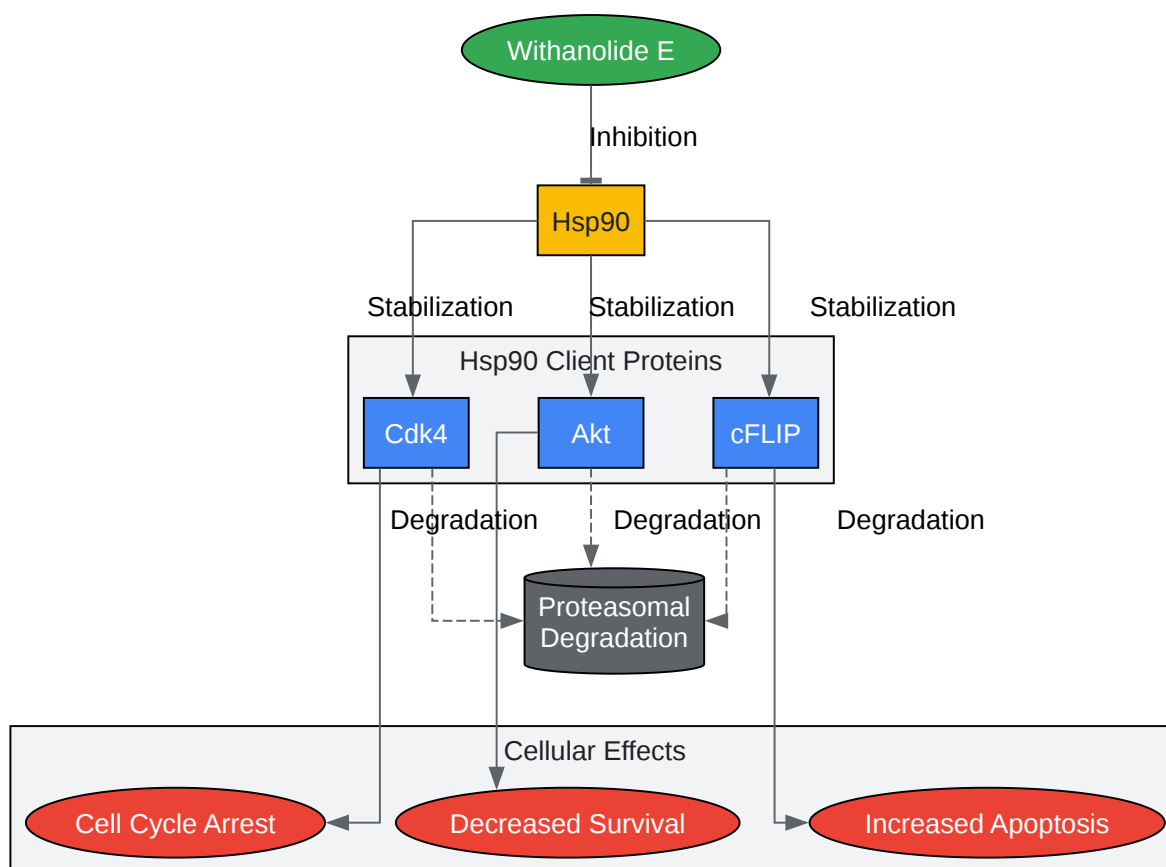 Withanolide E
Inhibition
Hsp90
Stabilization
Stabilization
Stabilization
Hsp90 Client Proteins
Cdk4
Akt
cFLIP
Degradation
Degradation
Degradation
Proteasomal
Degradation
Cellular Effects
Cell Cycle Arrest
Decreased Survival
Increased Apoptosis